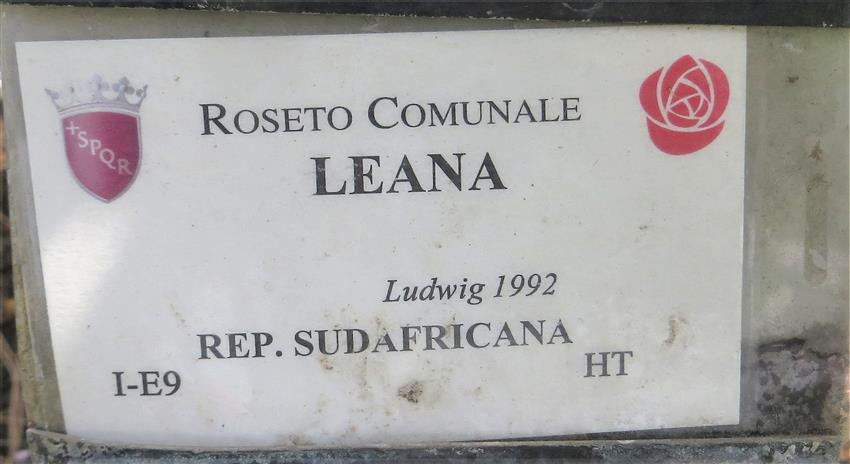 +SPQR
ROSETO COMUNALE
LEANA
Ludwig 1992
REP. SUDAFRICANA
I-E9
HT